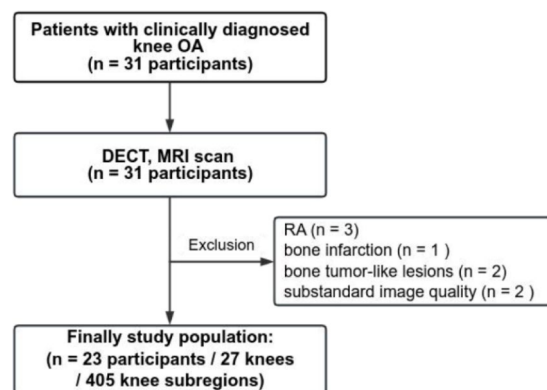 Patients with clinically diagnosed
knee OA
(n = 31 participants)
DECT, MRI scan
(n = 31 participants)
Exclusion
RA (n = 3)
bone infarction (n = 1 )
bone tumor-like lesions (n = 2)
substandard image quality (n = 2 )
Finally study population:
(n = 23 participants / 27 knees
/ 405 knee subregions)